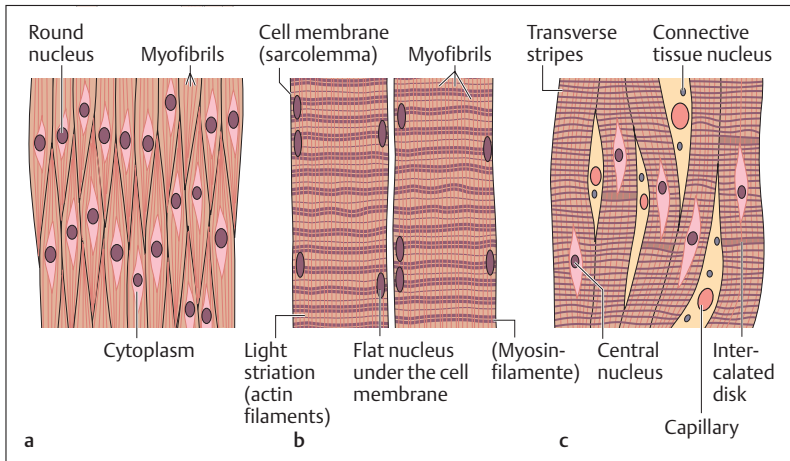 Round
nucleus
Myofibrils
Cell membrane
(sarcolemma)
Myofibrils
Transverse
stripes
Connective
tissue nucleus
Cytoplasm
Light
striation
(actin
filaments)
Flat nucleus
under the cell
membrane
(Myosin-
filamente)
Central
nucleus
Inter-
calated
disk
Capillary
a
b
c